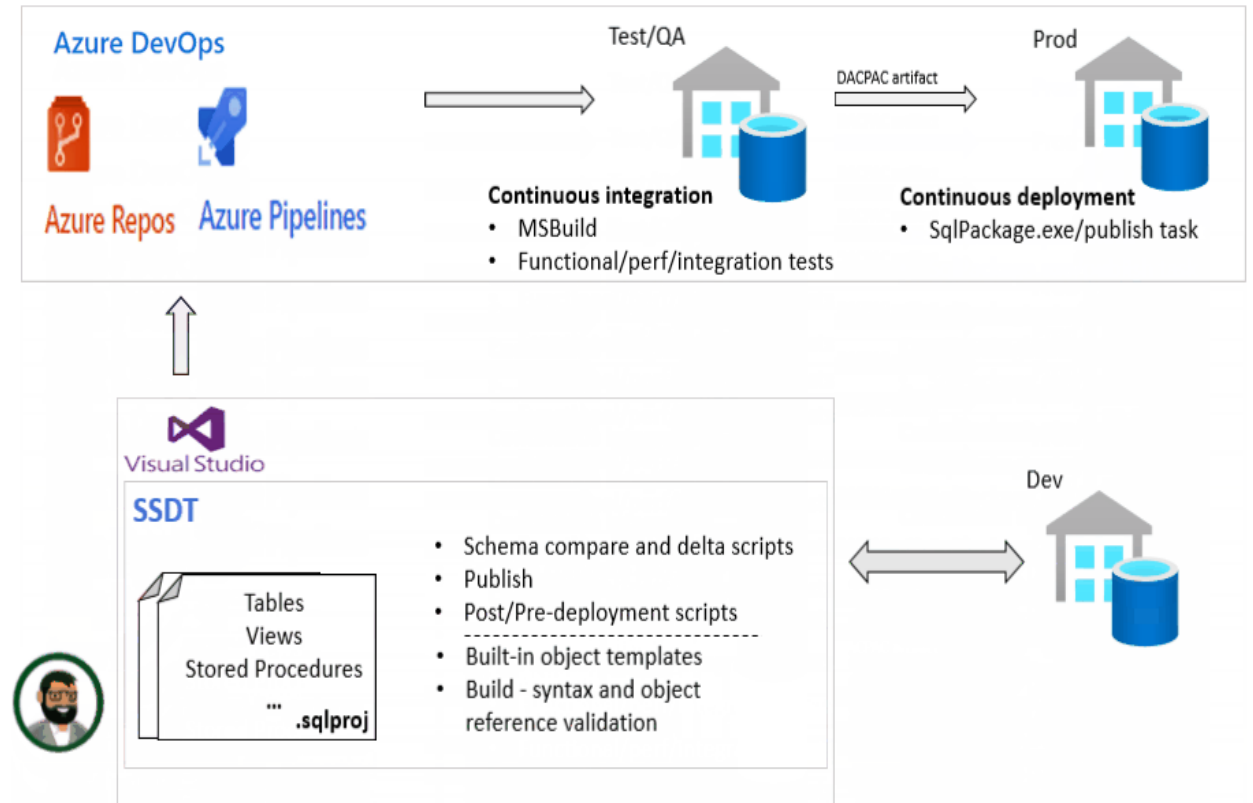 Azure DevOps
Azure Repos
Azure Pipelines
Test/QA
Continuous integration
• MSBuild
• Functional/perf/integration tests
DACPAC artifact
Prod
Continuous deployment
• SqlPackage.exe/publish task
Visual Studio
SSDT
Tables
Views
Stored Procedures
...
.sqlproj
• Schema compare and delta scripts
• Publish
• Post/Pre-deployment scripts
--------------------------------
• Built-in object templates
• Build - syntax and object
reference validation
Dev